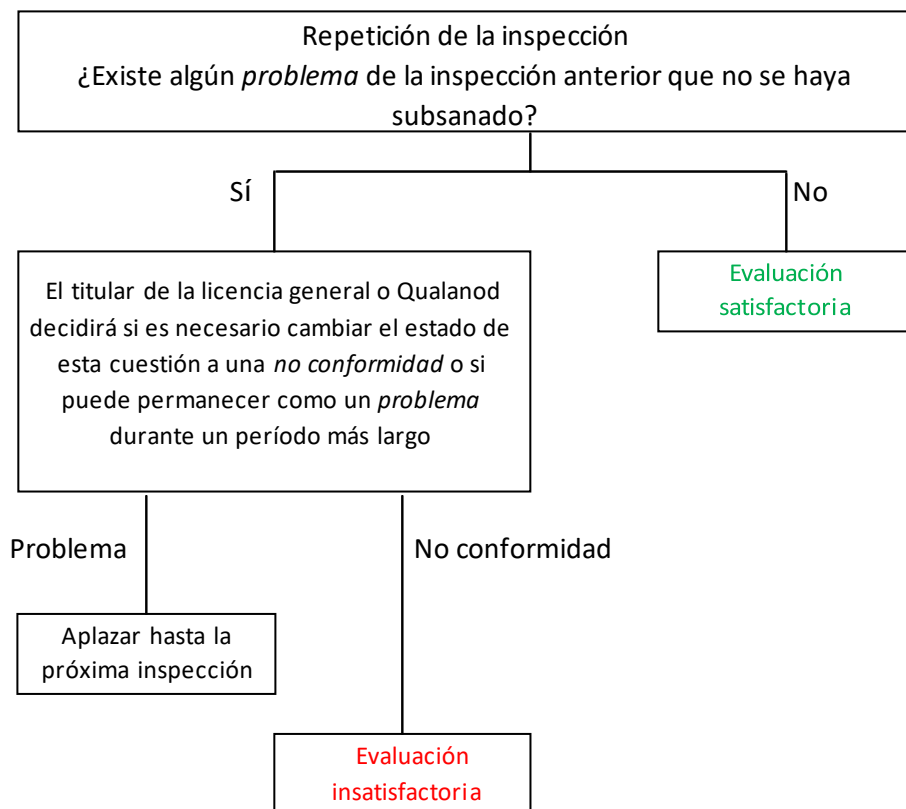 Repetición de la inspección
¿Existe algún problema de la inspección anterior que no se haya
subsanado?
Sí
No
El titular de la licencia general o Qualanod
decidirá si es necesario cambiar el estado de
esta cuestión a una no conformidad o si
puede permanecer como un problema
durante un período más largo
Evaluación
satisfactoria
Problema
No conformidad
Aplazar hasta la
próxima inspección
Evaluación
insatisfactoria